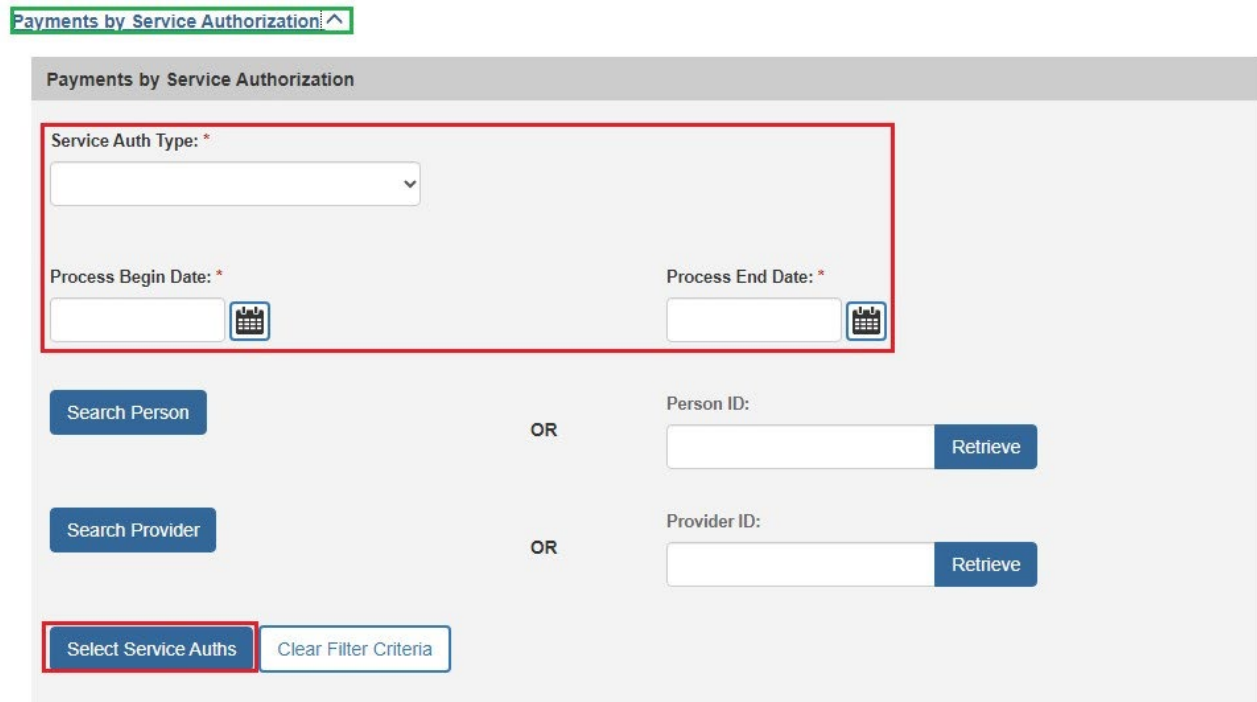 Payments by Service Authorization
Payments by Service Authorization
Service Auth Type: *
Process Begin Date: *
Process End Date: *
Search Person
OR
Person ID:
Retrieve
Search Provider
OR
Provider ID:
Retrieve
Select Service Auths
Clear Filter Criteria